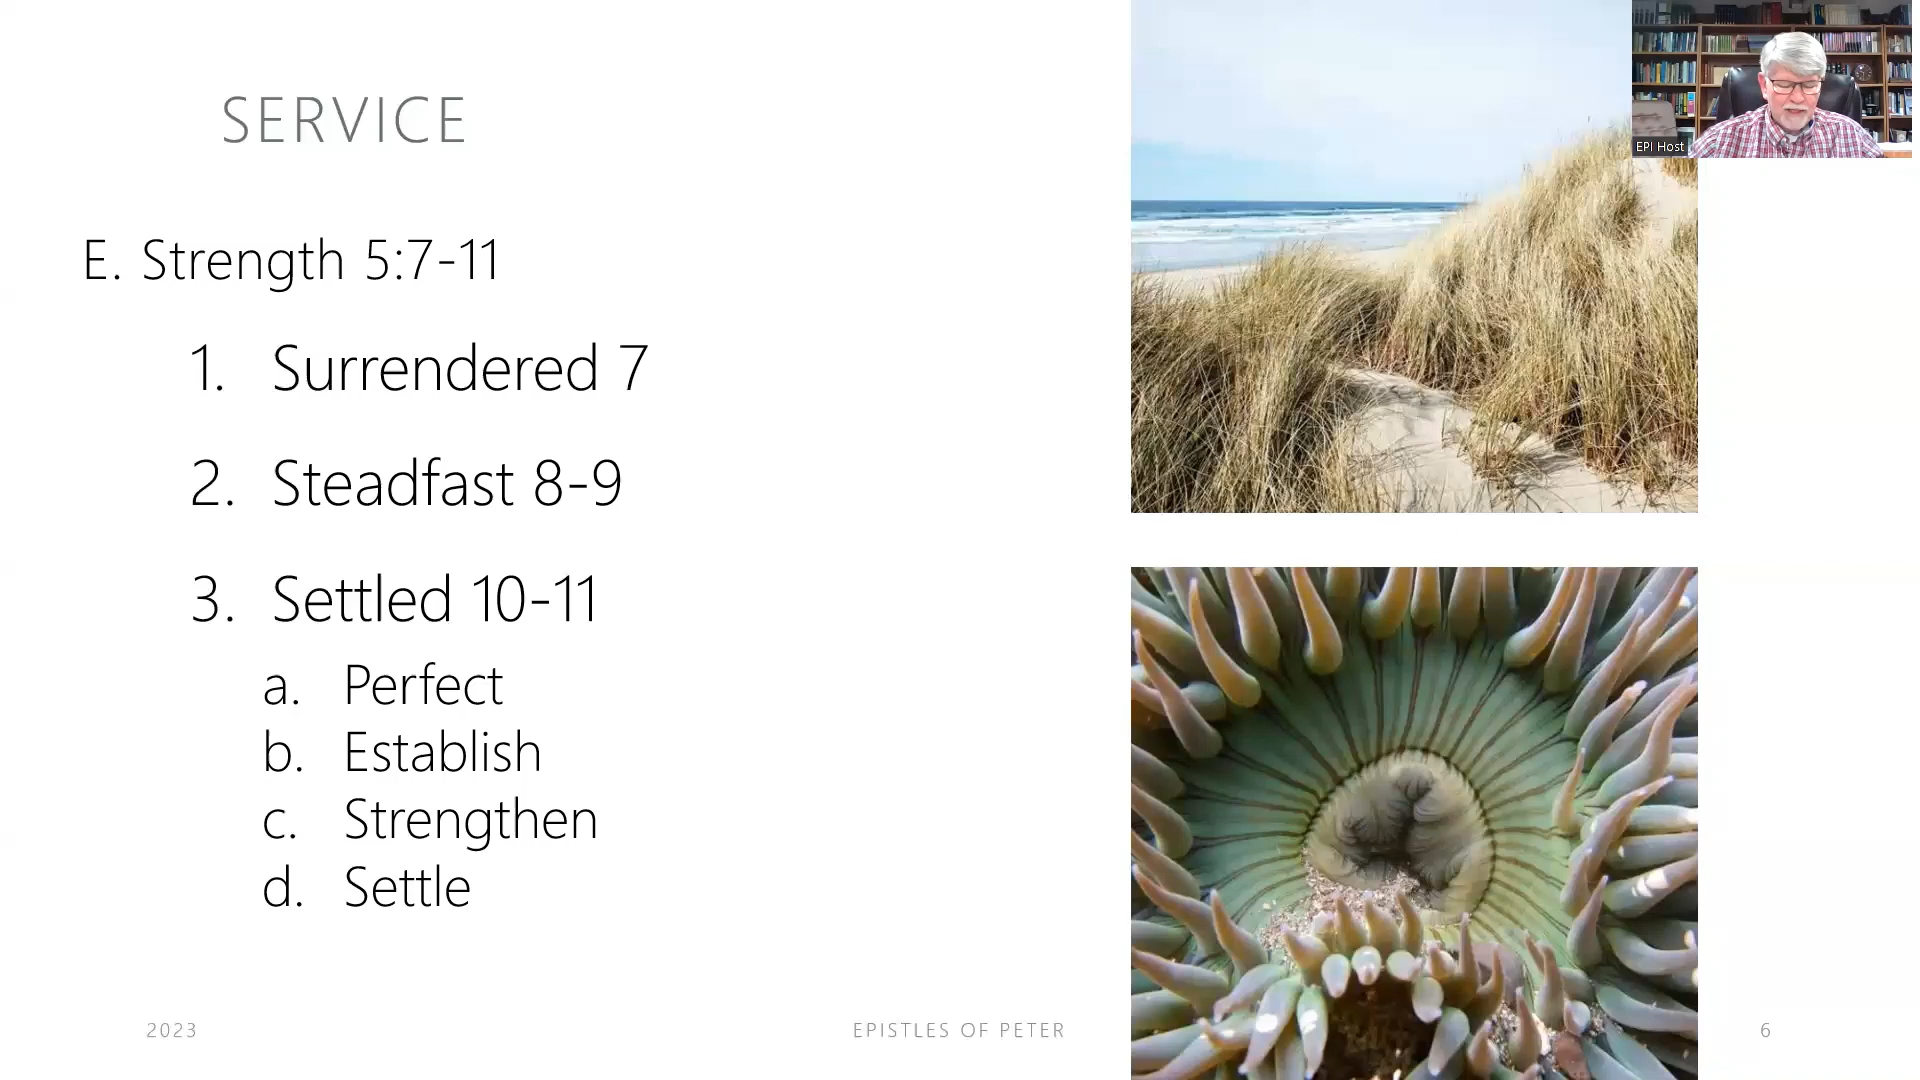 SERVICE
E. Strength 5:7-11
1. Surrendered 7
2. Steadfast 8-9
3. Settled 10-11
a. Perfect
b. Establish
c. Strengthen
d. Settle
2023
EPISTLES OF PETER
6
EPI Host